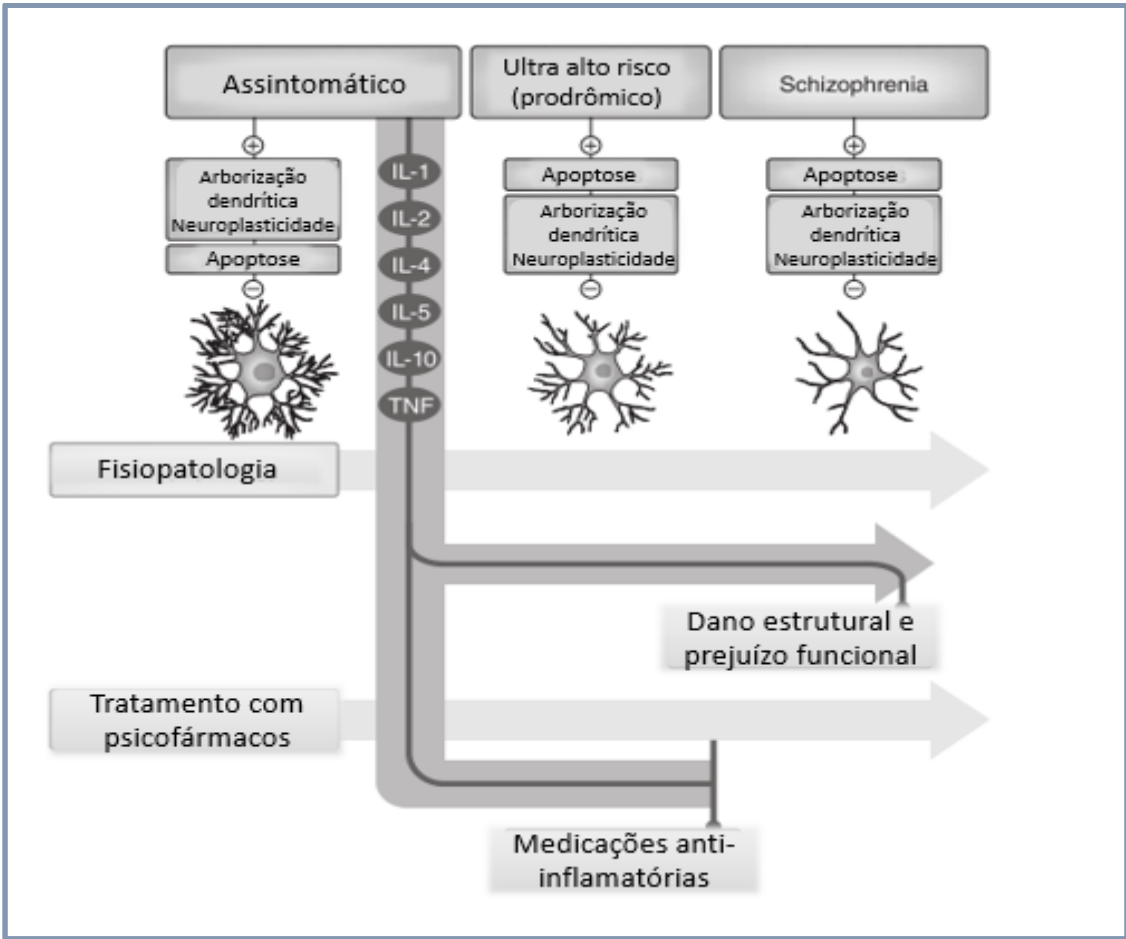 Assintomático
Ultra alto risco
(prodrômico)
Schizophrenia
+
+
+
Arborização
dendrítica
Neuroplasticidade
Apoptose
−
IL-1
IL-2
IL-4
IL-5
IL-10
TNF
Apoptose
Arborização
dendrítica
Neuroplasticidade
−
Apoptose
Arborização
dendrítica
Neuroplasticidade
−
Fisiopatologia
Dano estrutural e
prejuízo funcional
Tratamento com
psicofármacos
Medicações anti-
inflamatórias